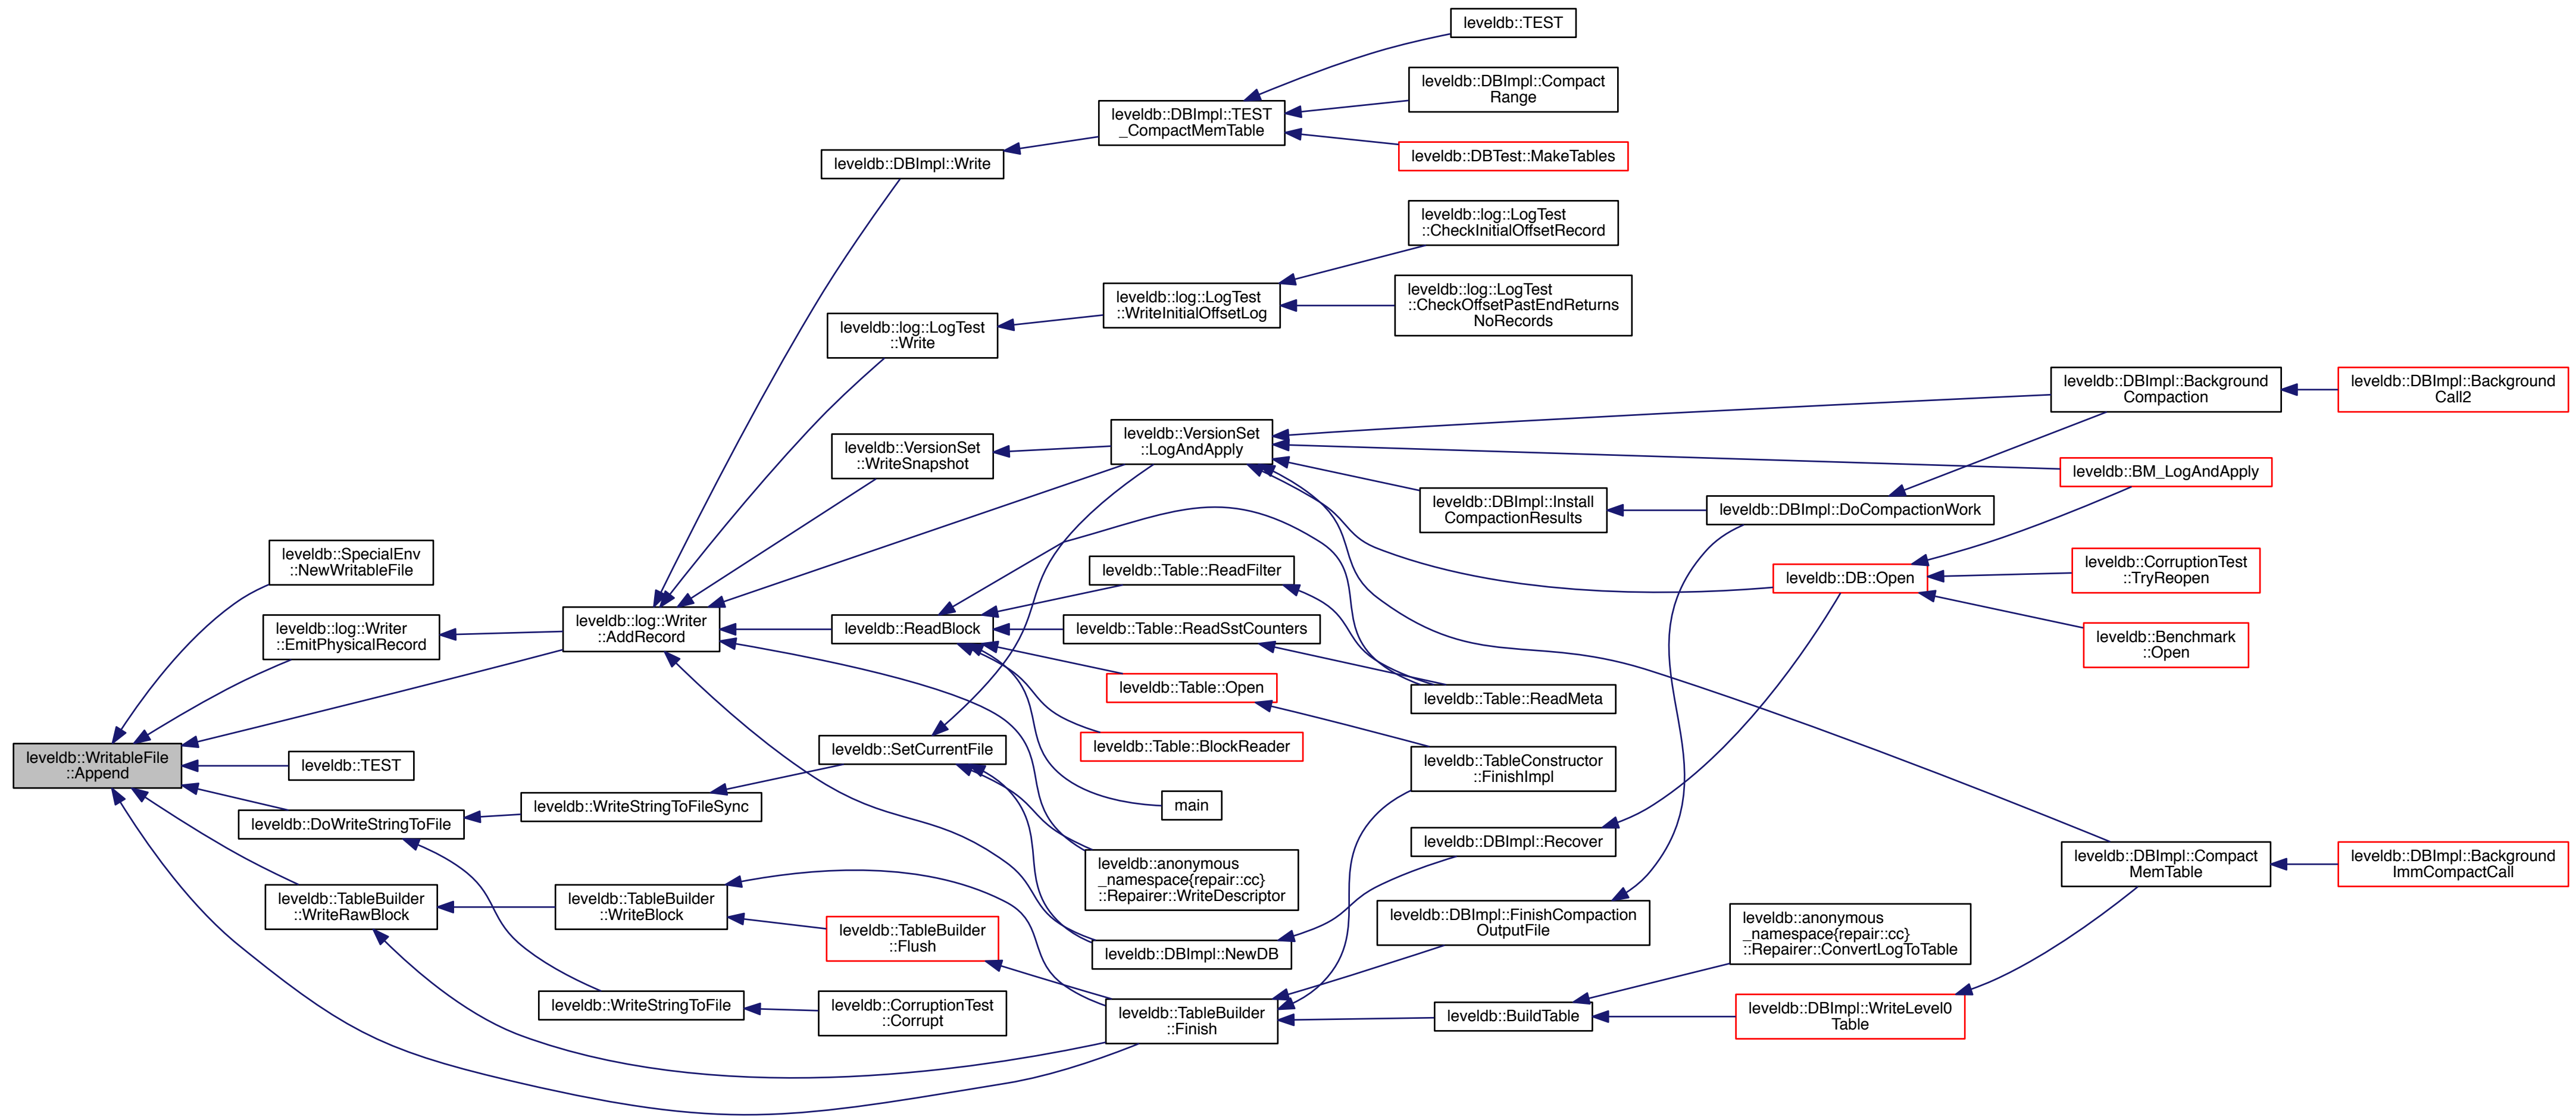 leveldb::TEST
leveldb::DBImpl::Compact
Range
leveldb::DBImpl::TEST
_CompactMemTable
leveldb::DBImpl::Write
leveldb::DBTest::MakeTables
leveldb::log::LogTest
::CheckInitialOffsetRecord
leveldb::log::LogTest
::WriteInitialOffsetLog
leveldb::log::LogTest
::CheckOffsetPastEndReturns
NoRecords
leveldb::log::LogTest
::Write
leveldb::DBImpl::Background
Compaction
leveldb::DBImpl::Background
Call2
leveldb::VersionSet
::LogAndApply
leveldb::VersionSet
::WriteSnapshot
leveldb::BM_LogAndApply
leveldb::DBImpl::Install
CompactionResults
leveldb::DBImpl::DoCompactionWork
leveldb::SpecialEnv
::NewWritableFile
leveldb::Table::ReadFilter
leveldb::DB::Open
leveldb::CorruptionTest
::TryReopen
leveldb::log::Writer
::EmitPhysicalRecord
leveldb::log::Writer
::AddRecord
leveldb::ReadBlock
leveldb::Table::ReadSstCounters
leveldb::Benchmark
::Open
leveldb::Table::Open
leveldb::Table::ReadMeta
leveldb::SetCurrentFile
leveldb::Table::BlockReader
leveldb::WritableFile
::Append
leveldb::TEST
leveldb::TableConstructor
::FinishImpl
leveldb::WriteStringToFileSync
main
leveldb::DoWriteStringToFile
leveldb::DBImpl::Recover
leveldb::DBImpl::Compact
MemTable
leveldb::DBImpl::Background
ImmCompactCall
leveldb::anonymous
_namespace{repair::cc}
::Repairer::WriteDescriptor
leveldb::TableBuilder
::WriteRawBlock
leveldb::TableBuilder
::WriteBlock
leveldb::DBImpl::FinishCompaction
OutputFile
leveldb::anonymous
_namespace{repair::cc}
::Repairer::ConvertLogToTable
leveldb::TableBuilder
::Flush
leveldb::DBImpl::NewDB
leveldb::WriteStringToFile
leveldb::CorruptionTest
::Corrupt
leveldb::TableBuilder
::Finish
leveldb::BuildTable
leveldb::DBImpl::WriteLevel0
Table